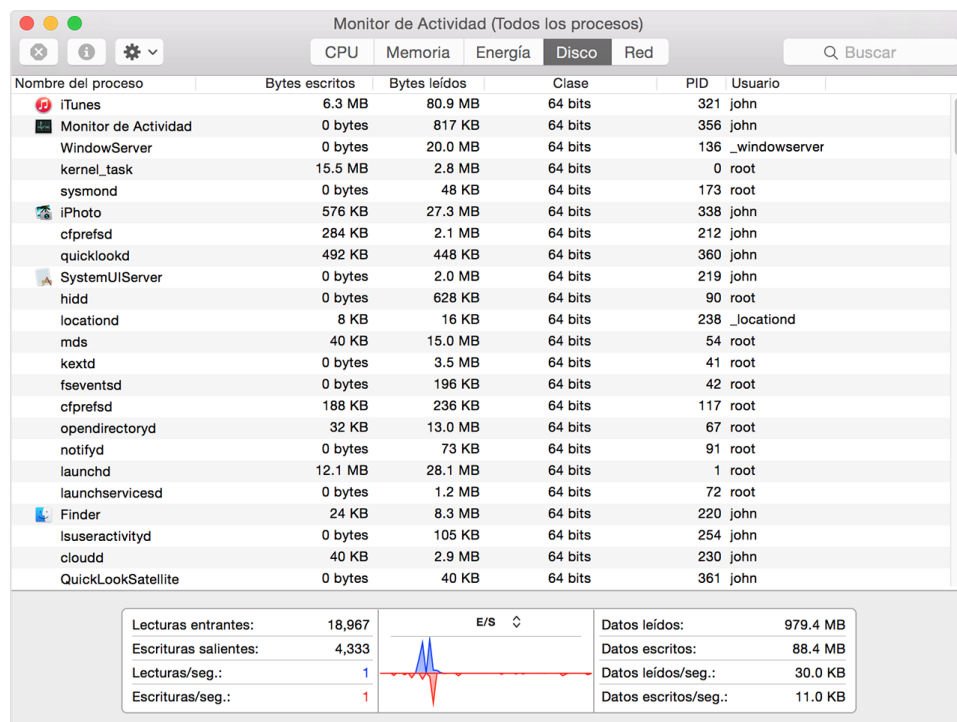 Monitor de Actividad (Todos los procesos)
CPU Memoria Energía Disco Red Buscar
Nombre del proceso Bytes escritos Bytes leídos Clase PID Usuario
iTunes 6.3 MB 80.9 MB 64 bits 321 john
Monitor de Actividad 0 bytes 817 KB 64 bits 356 john
WindowServer 0 bytes 20.0 MB 64 bits 136 _windowserver
kernel_task 15.5 MB 2.8 MB 64 bits 0 root
sysmond 0 bytes 48 KB 64 bits 173 root
iPhoto 576 KB 27.3 MB 64 bits 338 john
cfprefsd 284 KB 2.1 MB 64 bits 212 john
quicklookd 492 KB 448 KB 64 bits 360 john
SystemUIServer 0 bytes 2.0 MB 64 bits 219 john
hidd 0 bytes 628 KB 64 bits 90 root
locationd 8 KB 16 KB 64 bits 238 _locationd
mds 40 KB 15.0 MB 64 bits 54 root
kextd 0 bytes 3.5 MB 64 bits 41 root
fseventsd 0 bytes 196 KB 64 bits 42 root
cfprefsd 188 KB 236 KB 64 bits 117 root
opendirectoryd 32 KB 13.0 MB 64 bits 67 root
notifyd 0 bytes 73 KB 64 bits 91 root
launchd 12.1 MB 28.1 MB 64 bits 1 root
launchservicesd 0 bytes 1.2 MB 64 bits 72 root
Finder 24 KB 8.3 MB 64 bits 220 john
lsuseractivityd 0 bytes 105 KB 64 bits 254 john
cloudd 40 KB 2.9 MB 64 bits 230 john
QuickLookSatellite 0 bytes 40 KB 64 bits 361 john
Lecturas entrantes: 18,967 E/S Datos leídos: 979.4 MB
Escrituras salientes: 4,333 Datos escritos: 88.4 MB
Lecturas/seg.: 1 Datos leídos/seg.: 30.0 KB
Escrituras/seg.: 1 Datos escritos/seg.: 11.0 KB